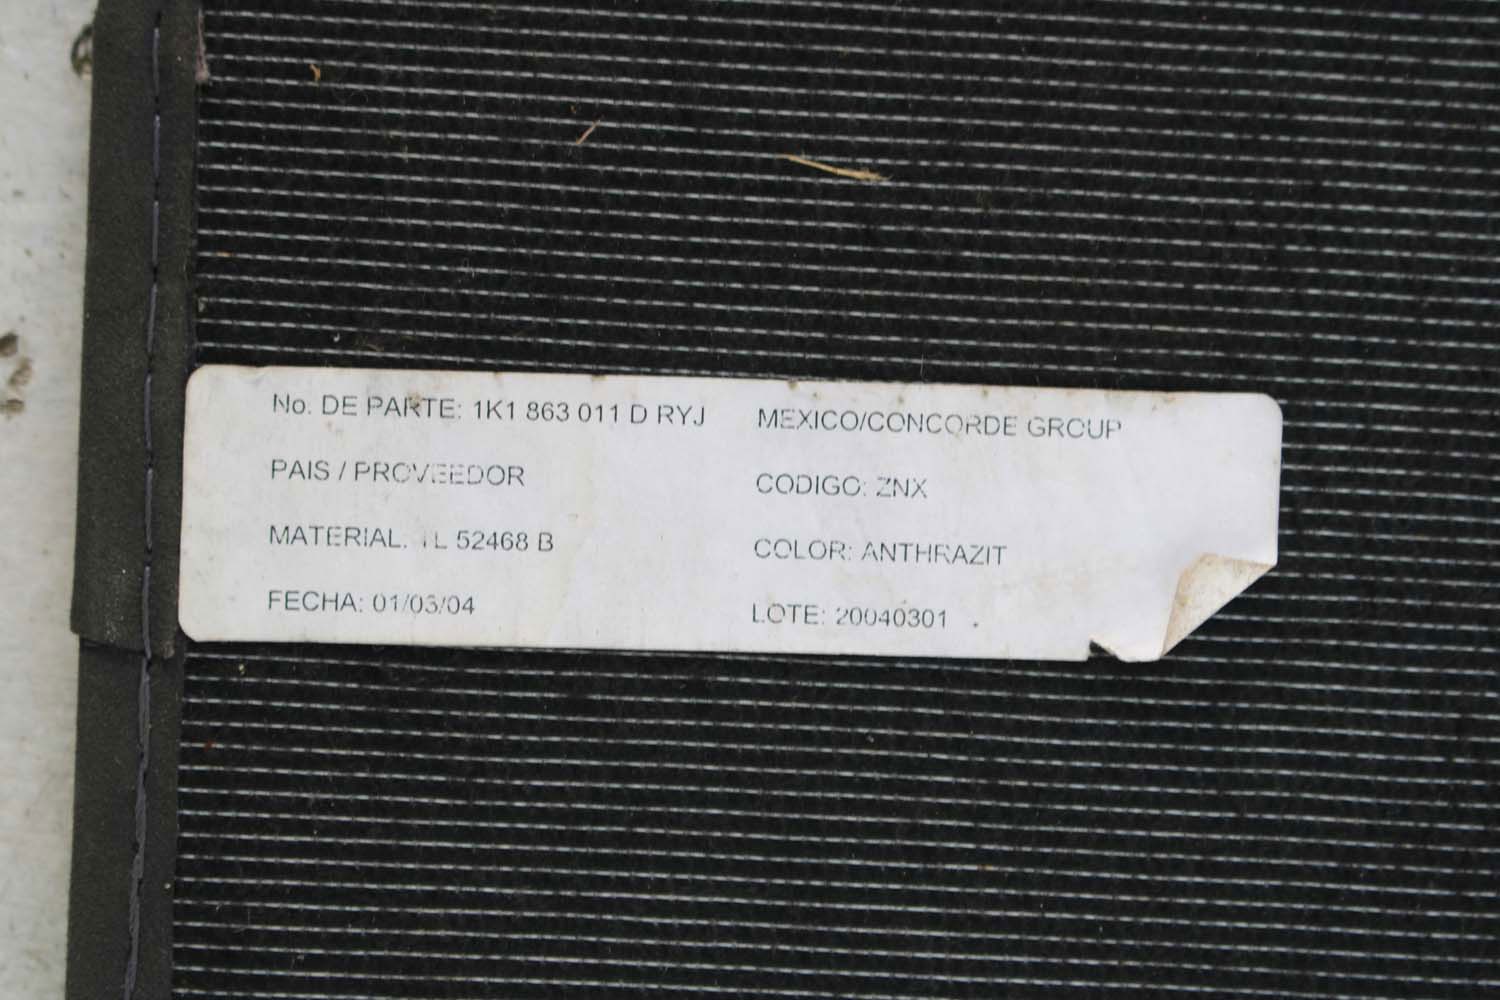 No. DE PARTE: 1K1 863 011 D RYJ
MEXICO/CONCORDE GROUP
PAIS / PROVEEDOR
CODIGO: ZNX
MATERIAL: TL 52468 B
COLOR: ANTHRAZIT
FECHA: 01/03/04
LOTE: 20040301